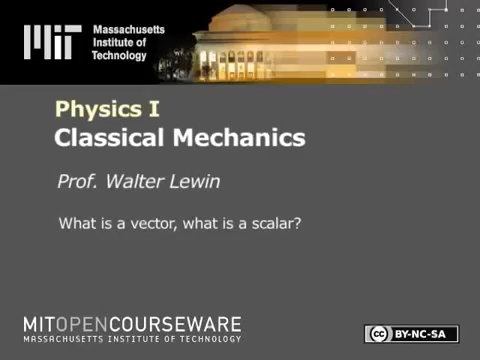 Massachusetts
Institute of
Technology
Physics I
Classical Mechanics
Prof. Walter Lewin
What is a vector, what is a scalar?
MITOPENCOURSEWARE
MASSACHUSETTS INSTITUTE OF TECHNOLOGY
cc BY-NC-SA